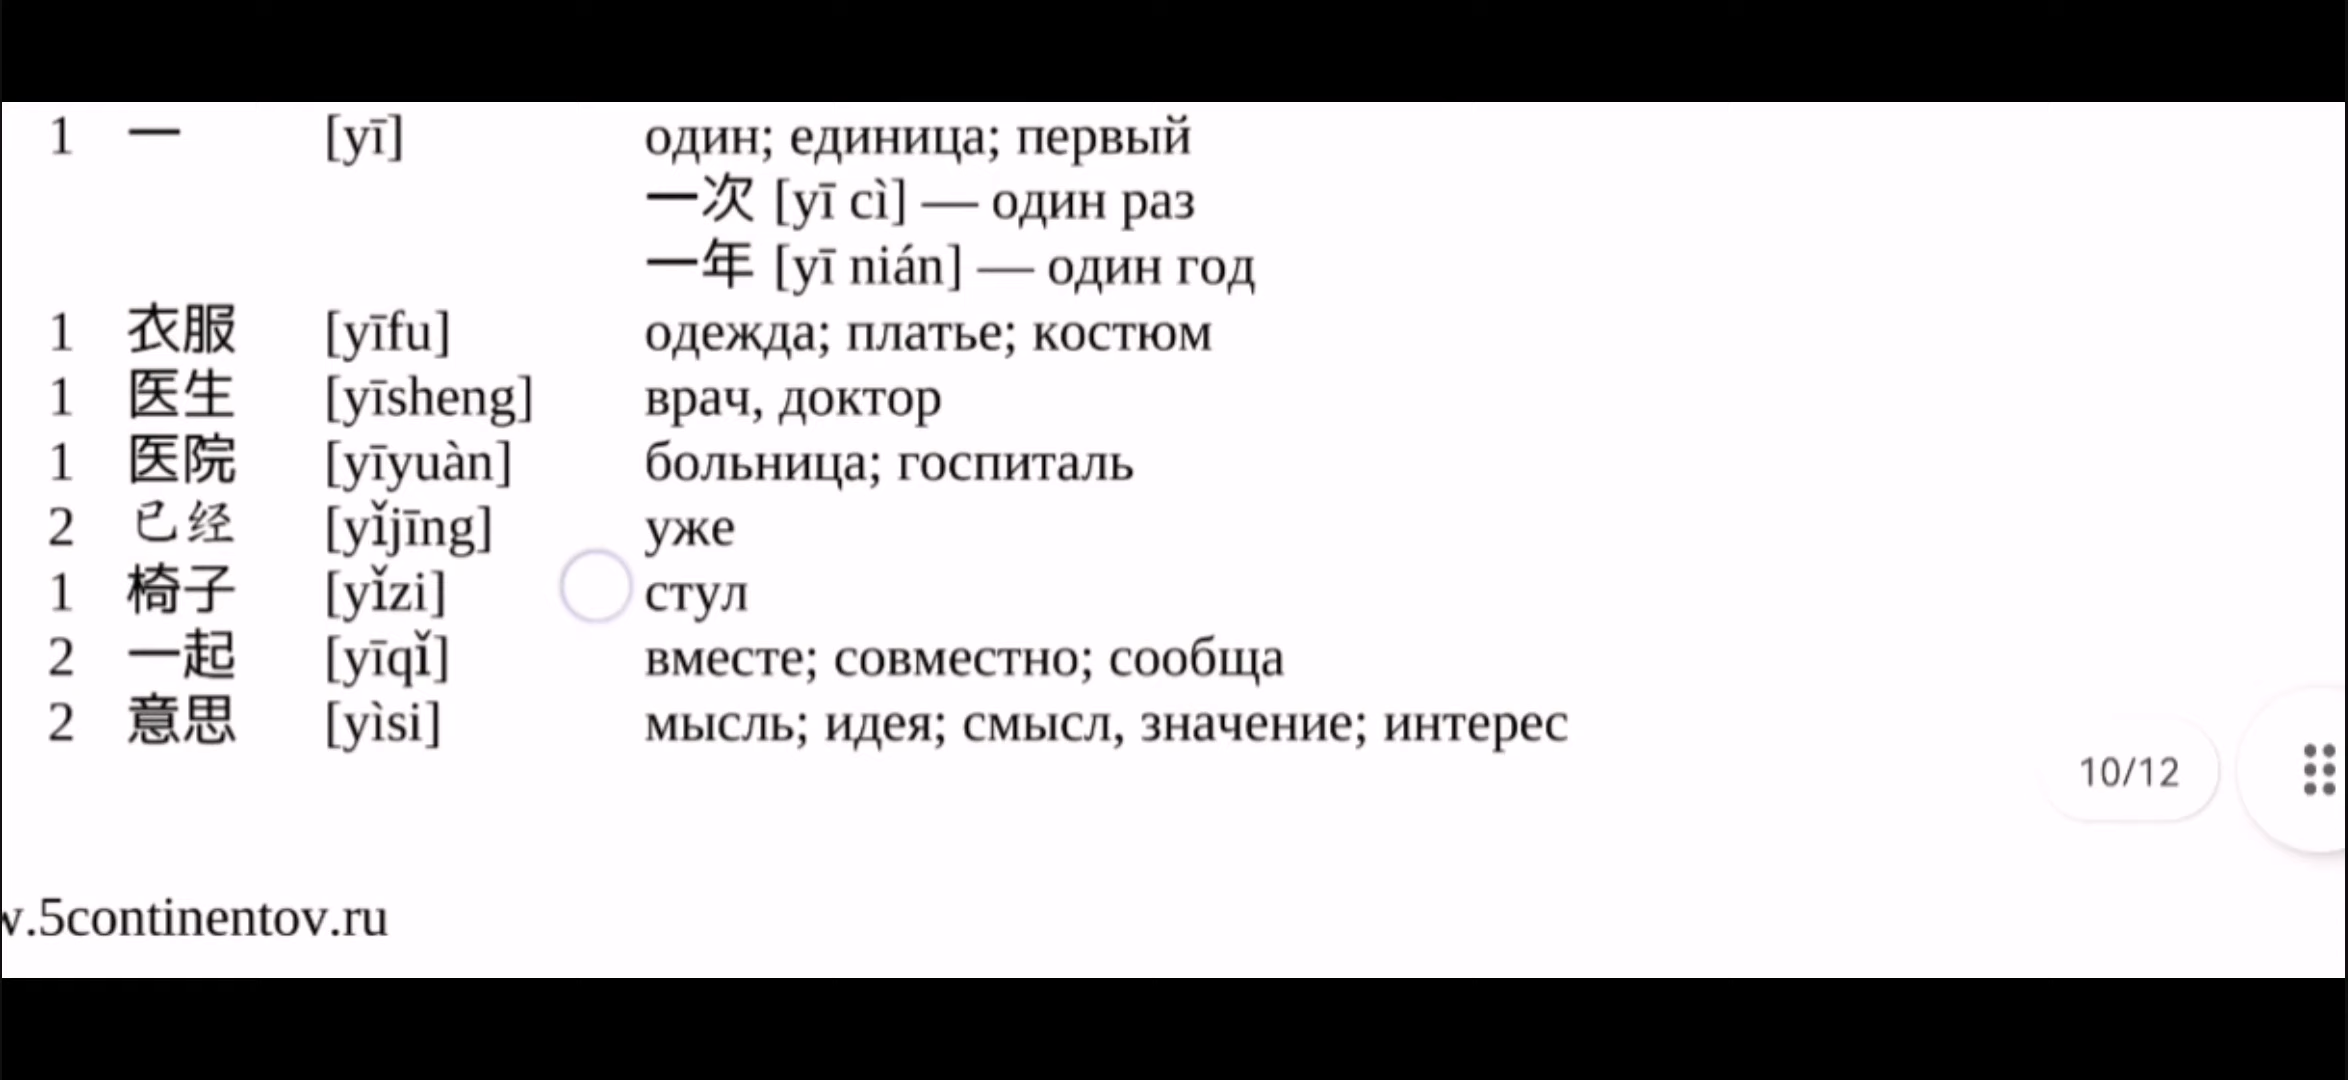 1 一 [yī] один; единица; первый
一次 [yī cì] — один раз
一年 [yī nián] — один год
1 衣服 [yīfu] одежда; платье; костюм
1 医生 [yīsheng] врач, доктор
1 医院 [yīyuàn] больница; госпиталь
2 已经 [yǐjīng] уже
1 椅子 [yǐzi] стул
2 一起 [yīqǐ] вместе; совместно; сообща
2 意思 [yìsi] мысль; идея; смысл, значение; интерес
10/12
v.5continentov.ru